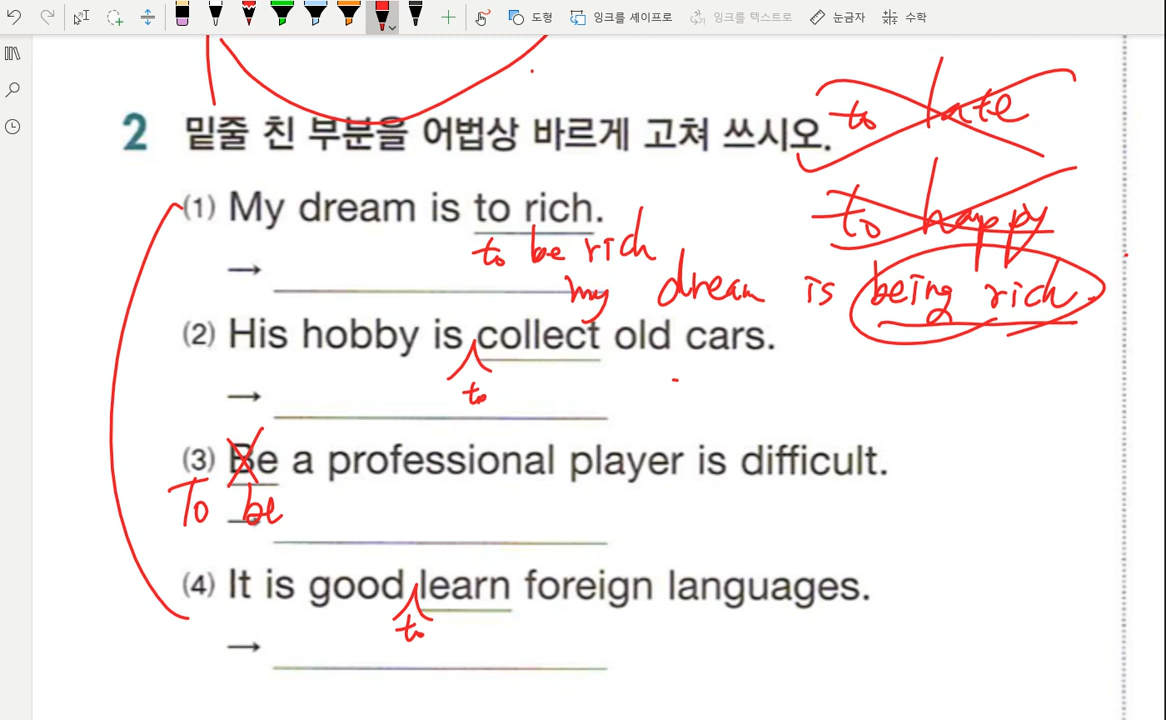 도형 잉크를 셰이프로 잉크를 텍스트로 눈금자 수학
to late
2 밑줄 친 부분을 어법상 바르게 고쳐 쓰시오.
to happy
(1) My dream is to rich.
to be rich
→
my dream is being rich.
(2) His hobby is collect old cars.
to
→
(3) Be a professional player is difficult.
To be
→
(4) It is good learn foreign languages.
to
→